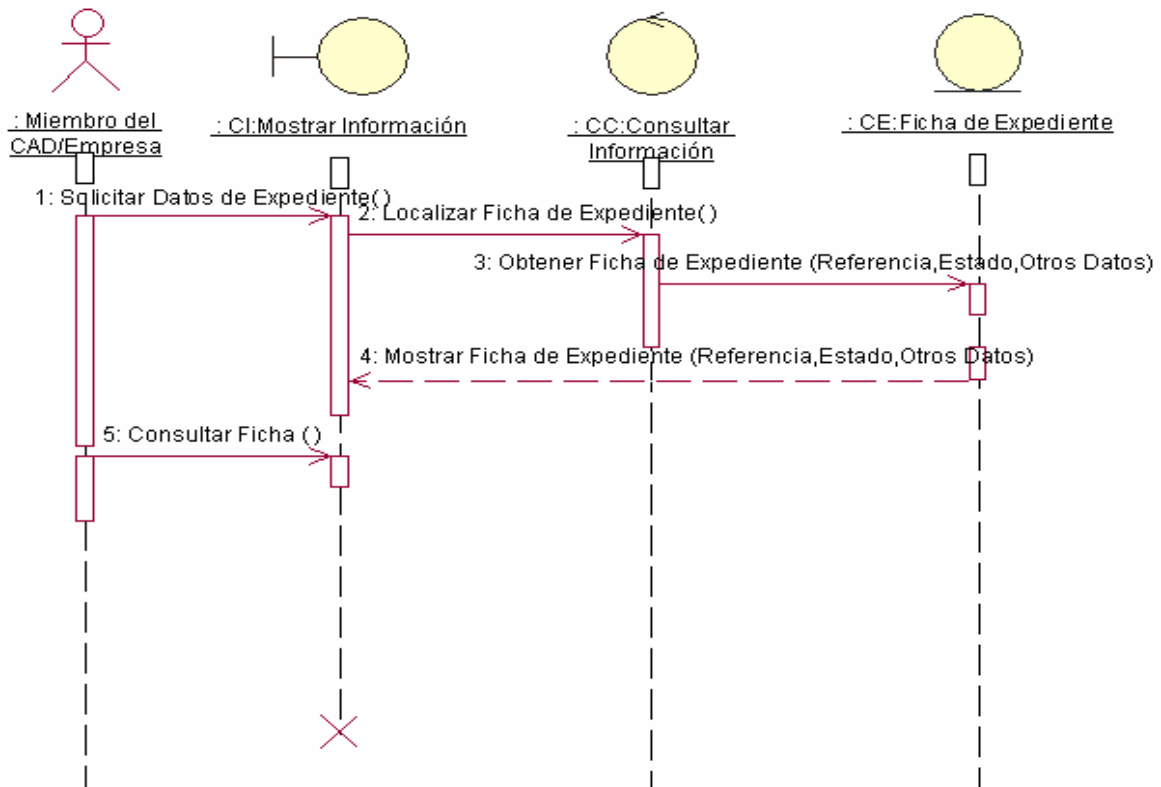 : Miembro del
CAD/Empresa
: CI:Mostrar Información
: CC:Consultar
Información
: CE:Ficha de Expediente
1: Solicitar Datos de Expediente()
2: Localizar Ficha de Expediente()
3: Obtener Ficha de Expediente (Referencia,Estado,Otros Datos)
4: Mostrar Ficha de Expediente (Referencia,Estado,Otros Datos)
5: Consultar Ficha ()